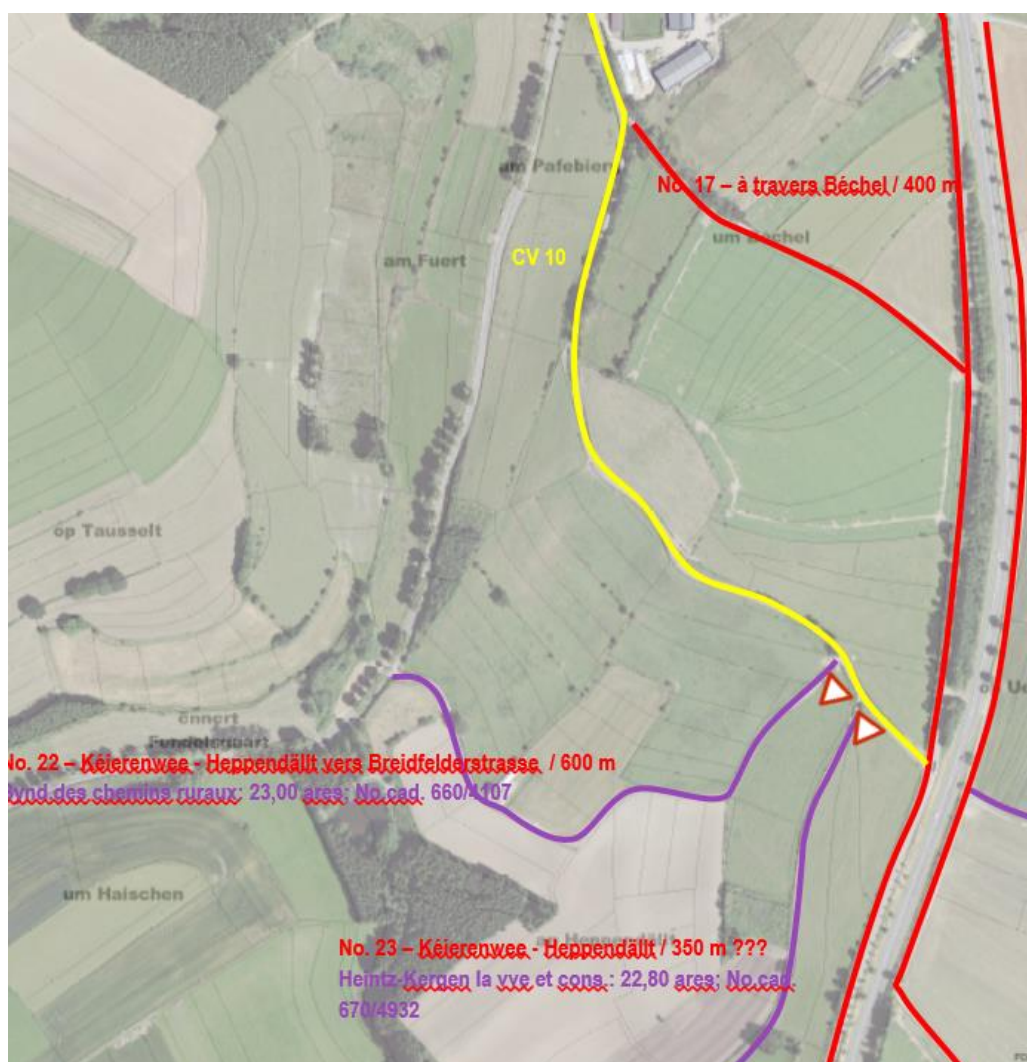 am Pafebierg
No. 17 – à travers Béchel / 400 m
um Béchel
CV 10
am Fuert
op Tausselt
ënnert
No. 22 – Kéierenwee - Heppendällt vers Breidfelderstrasse / 600 m
Synd.des chemins ruraux: 23,00 ares; No.cad. 660/4107
um Haischen
No. 23 – Kéierenwee - Heppendällt / 350 m ???
Heintz-Kergen la vve et cons.: 22,80 ares; No.cad.
670/4932